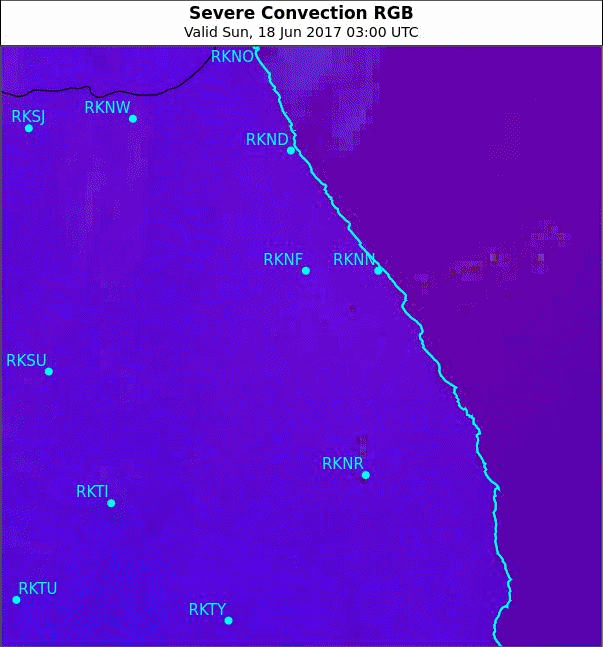 Severe Convection RGB
Valid Sun, 18 Jun 2017 03:00 UTC
RKNO
RKNW
RKSJ
RKND
RKNF
RKNN
RKSU
RKNR
RKTI
RKTU
RKTY